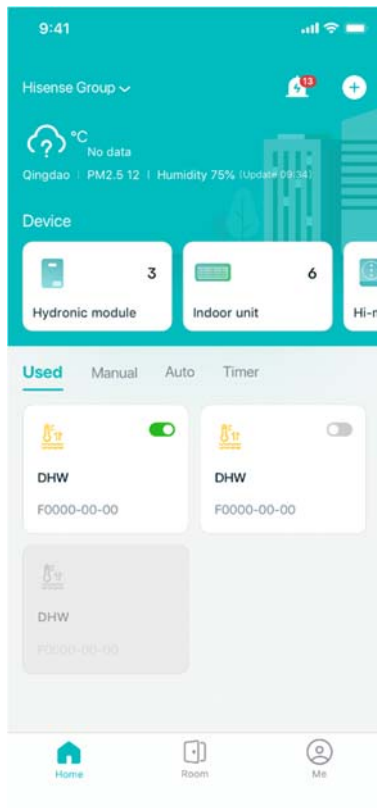 9:41
Hisense Group
13
°C
No data
Qingdao | PM2.5 12 | Humidity 75% (Update 09:34)
Device
3 6
Hydronic module Indoor unit
Used Manual Auto Timer
DHW DHW
F0000-00-00 F0000-00-00
DHW
F0000-00-00
Home Room Me